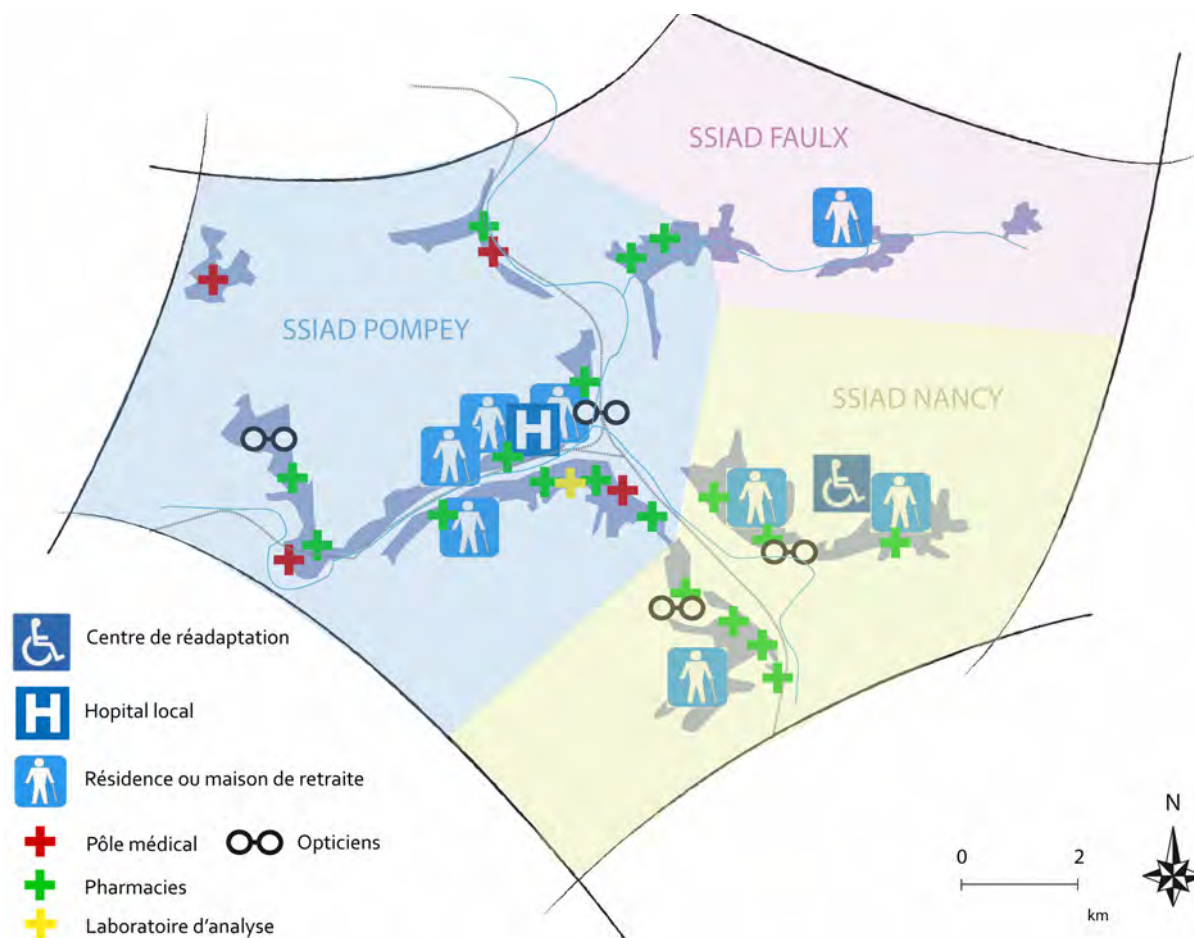 SSIAD FAULX
SSIAD POMPEY
SSIAD NANCY
H
Centre de réadaptation
H
Hopital local
Résidence ou maison de retraite
Pôle médical
Opticiens
Pharmacies
Laboratoire d'analyse
N
0 2
km